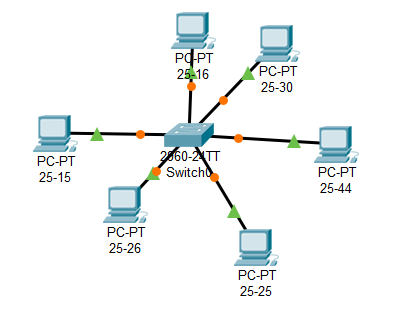 PC-PT
25-16
PC-PT
25-30
PC-PT
25-15
2960-24TT
Switch0
PC-PT
25-44
PC-PT
25-26
PC-PT
25-25